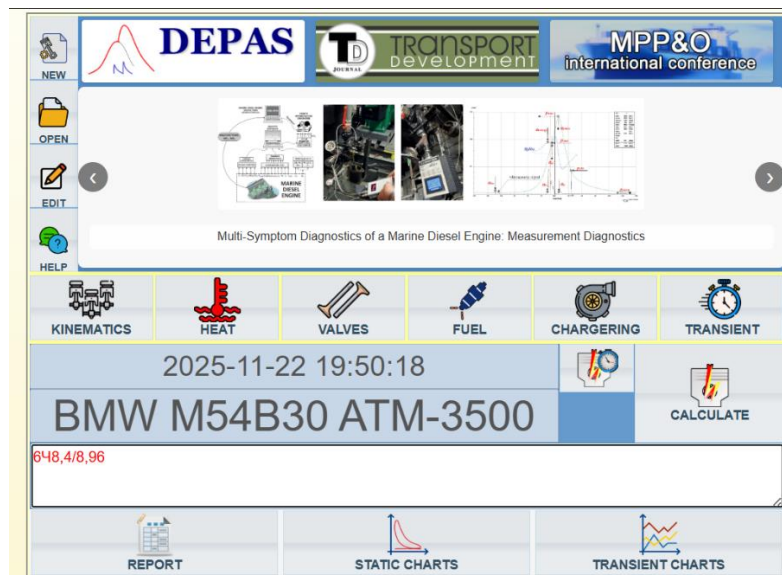 NEW
DEPAS
TD
JOURNAL
TRANSPORT
DEVELOPMENT
MPP&O
international conference
OPEN
EDIT
HELP
MARINE
DIESEL
ENGINE
Multi-Symptom Diagnostics of a Marine Diesel Engine: Measurement Diagnostics
KINEMATICS
HEAT
VALVES
FUEL
CHARGERING
TRANSIENT
2025-11-22 19:50:18
BMW M54B30 ATM-3500
CALCULATE
6Ч8,4/8,96
REPORT
STATIC CHARTS
TRANSIENT CHARTS